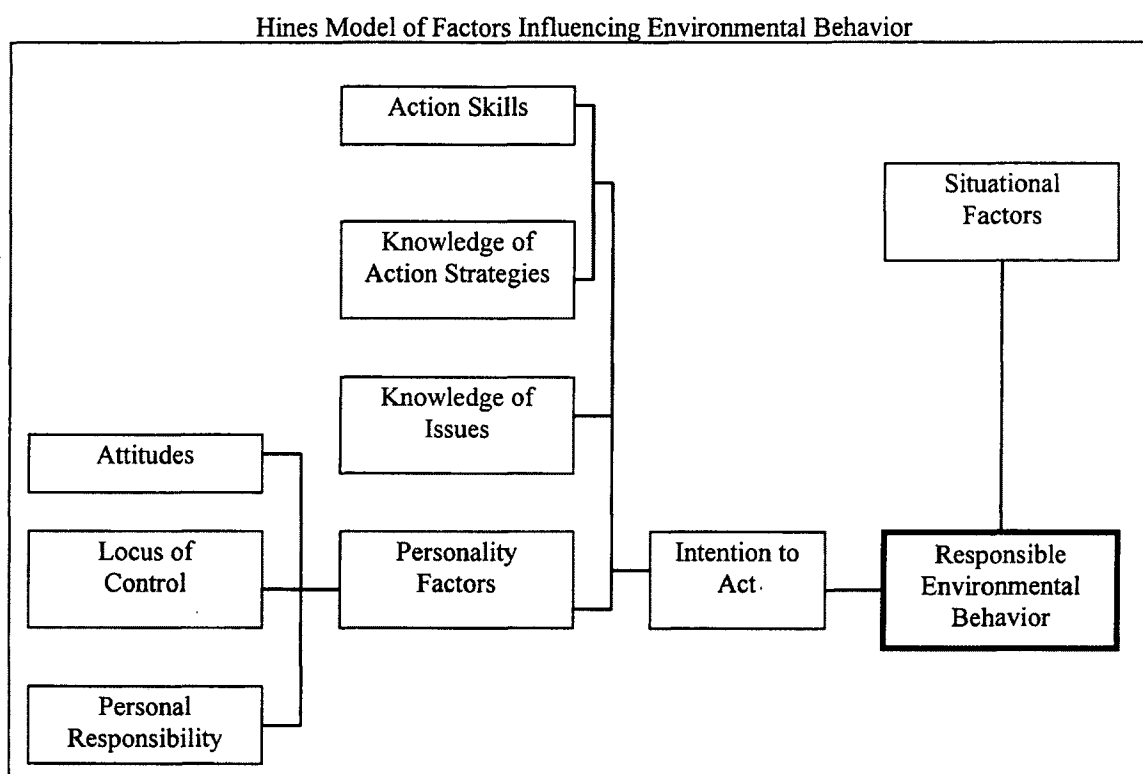 Hines Model of Factors Influencing Environmental Behavior
Action Skills
Situational
Factors
Knowledge of
Action Strategies
Knowledge of
Issues
Attitudes
Locus of
Control
Personality
Factors
Intention to
Act
Responsible
Environmental
Behavior
Personal
Responsibility